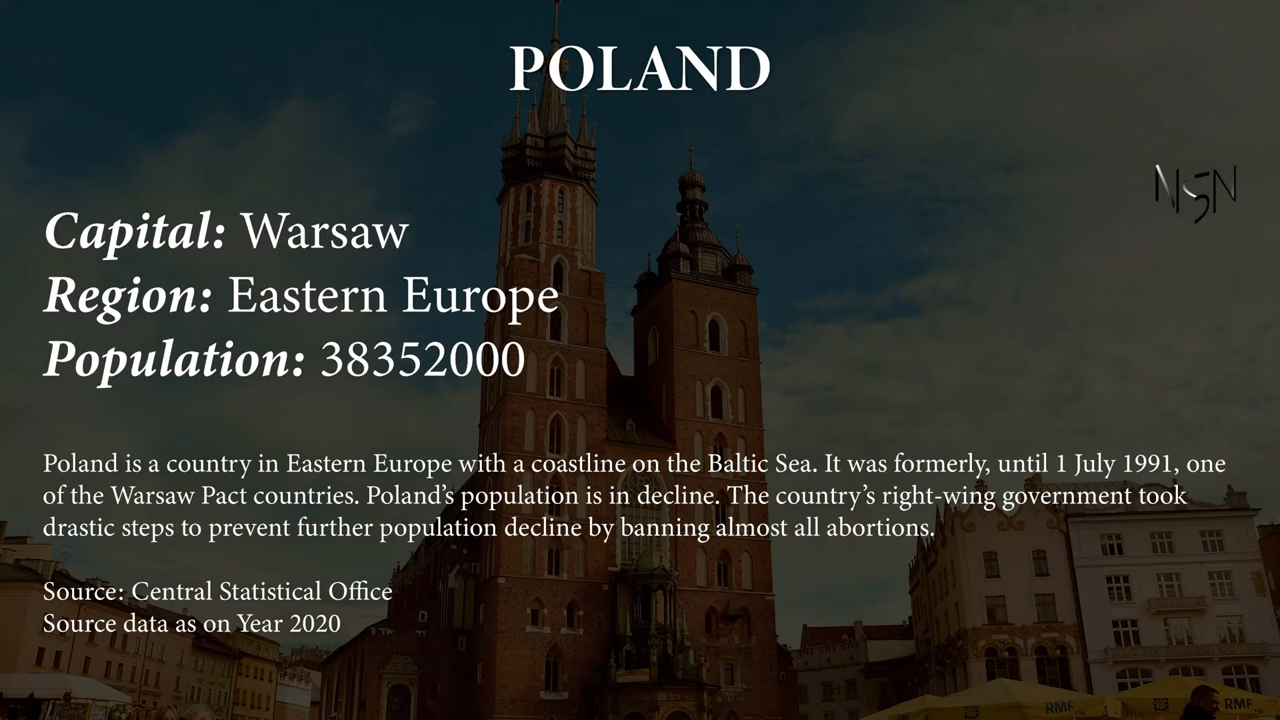 POLAND
NSN
Capital: Warsaw
Region: Eastern Europe
Population: 38352000
Poland is a country in Eastern Europe with a coastline on the Baltic Sea. It was formerly, until 1 July 1991, one
of the Warsaw Pact countries. Poland’s population is in decline. The country’s right-wing government took
drastic steps to prevent further population decline by banning almost all abortions.
Source: Central Statistical Office
Source data as on Year 2020
RMF
RMF